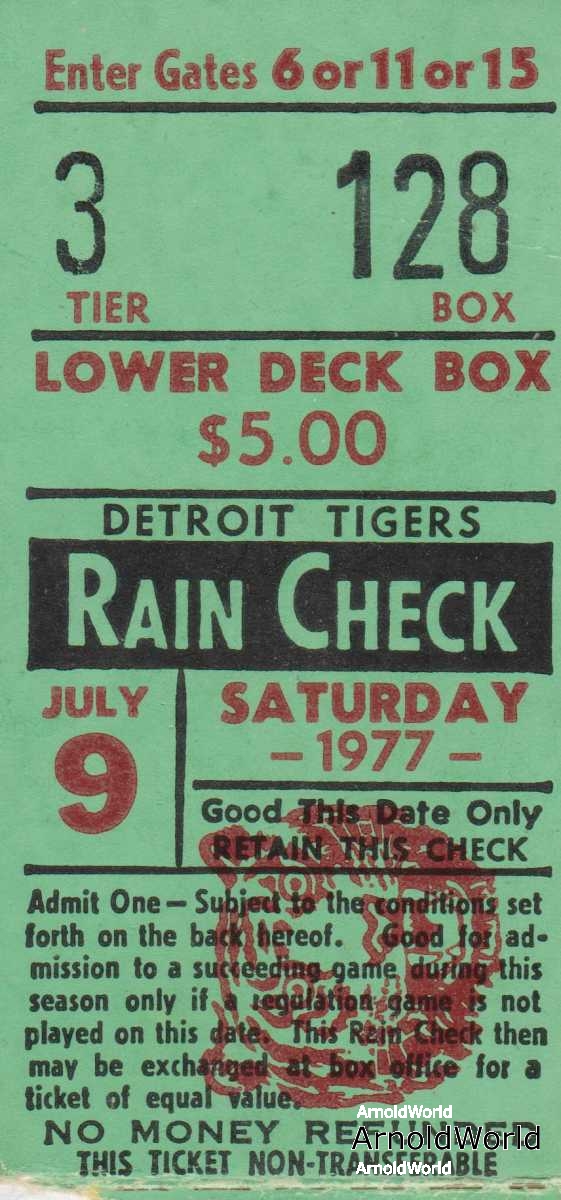 Enter Gates 6 or 11 or 15
3 128
TIER BOX
LOWER DECK BOX
$5.00
DETROIT TIGERS
RAIN CHECK
JULY SATURDAY
9 – 1977 –
Good This Date Only
RETAIN THIS CHECK
Admit One — Subject to the conditions set
forth on the back hereof. Good for ad-
mission to a succeeding game during this
season only if a regulation game is not
played on this date. This Rain Check then
may be exchanged at box office for a
ticket of equal value.
ArnoldWorld
NO MONEY REFUNDED
ArnoldWorld
THIS TICKET NON-TRANSFERABLE
ArnoldWorld